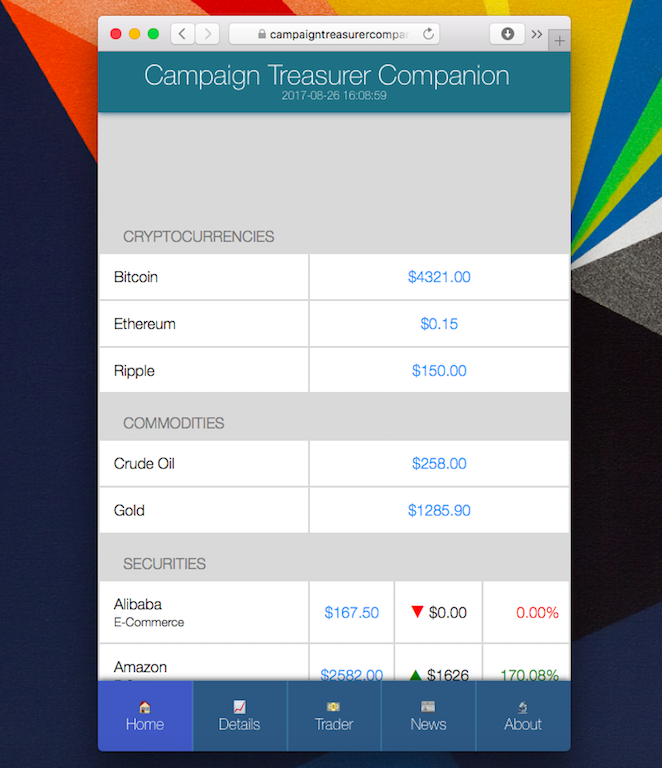 campaigntreasurercompar
Campaign Treasurer Companion
2017-08-26 16:08:59
CRYPTOCURRENCIES
Bitcoin $4321.00
Ethereum $0.15
Ripple $150.00
COMMODITIES
Crude Oil $258.00
Gold $1285.90
SECURITIES
Alibaba
E-Commerce
$167.50 ▼ $0.00 0.00%
Amazon $2582.00 ▲ $1626 170.08%
Home Details Trader News About